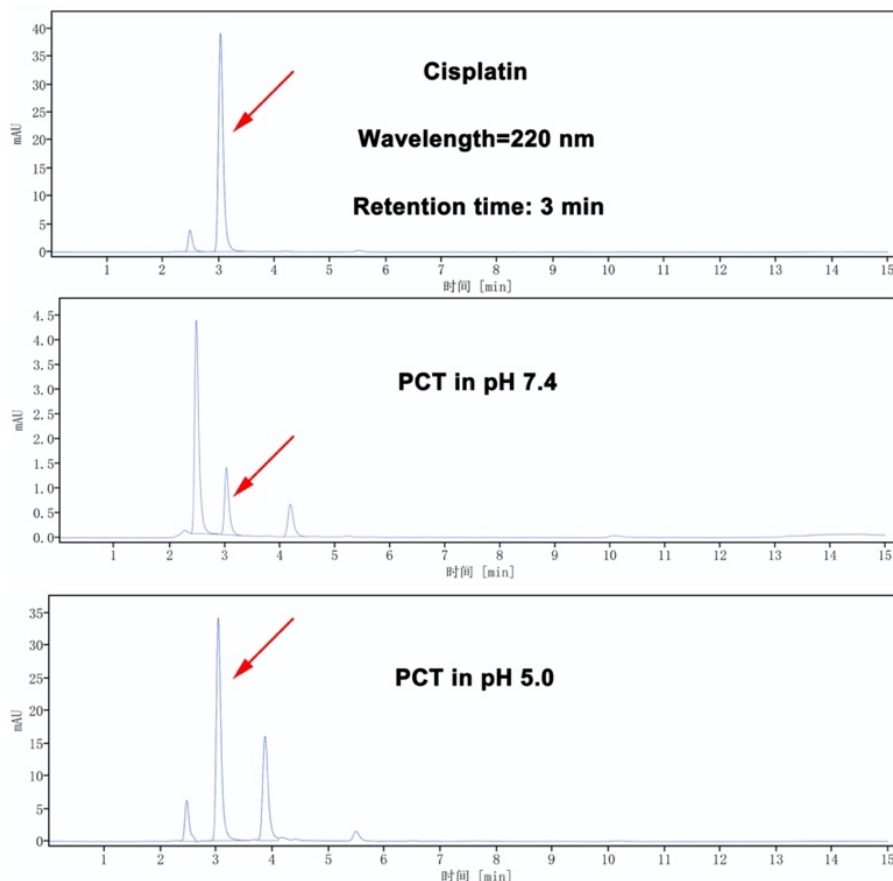 40
35
30
25
20
15
10
5
0
mAU
Cisplatin
Wavelength=220 nm
Retention time: 3 min
1 2 3 4 5 6 7 8 9 10 11 12 13 14 15
时间 [min]
4.5
4.0
3.5
3.0
2.5
2.0
1.5
1.0
0.5
0.0
mAU
PCT in pH 7.4
1 2 3 4 5 6 7 8 9 10 11 12 13 14 15
时间 [min]
35
30
25
20
15
10
5
0
mAU
PCT in pH 5.0
1 2 3 4 5 6 7 8 9 10 11 12 13 14 15
时间 [min]